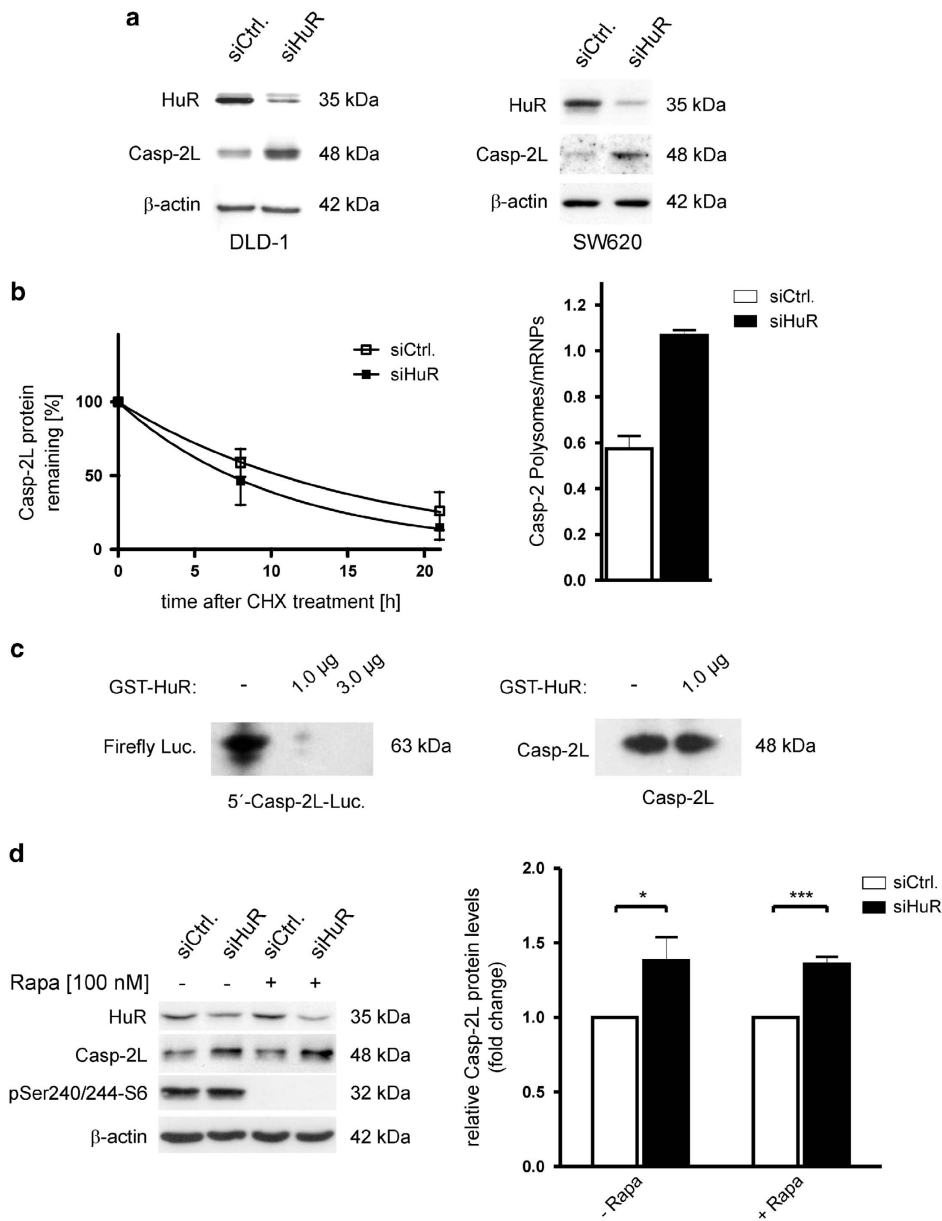 a
siCtrl. siHuR
HuR 35 kDa
Casp-2L 48 kDa
β-actin 42 kDa
DLD-1
siCtrl. siHuR
HuR 35 kDa
Casp-2L 48 kDa
β-actin 42 kDa
SW620
b
Casp-2L protein
remaining [%]
100
50
0
0 5 10 15 20
time after CHX treatment [h]
siCtrl.
siHuR
Casp-2 Polysomes/mRNPs
1.2
1.0
0.8
0.6
0.4
0.2
0.0
siCtrl.
siHuR
c
GST-HuR: - 1.0 µg 3.0 µg
Firefly Luc. 63 kDa
5´-Casp-2L-Luc.
GST-HuR: - 1.0 µg
Casp-2L 48 kDa
Casp-2L
d
siCtrl. siHuR siCtrl. siHuR
Rapa [100 nM] - - + +
HuR 35 kDa
Casp-2L 48 kDa
pSer240/244-S6 32 kDa
β-actin 42 kDa
relative Casp-2L protein levels
(fold change)
2.0
1.5
1.0
0.5
0.0
* ***
- Rapa + Rapa
siCtrl.
siHuR